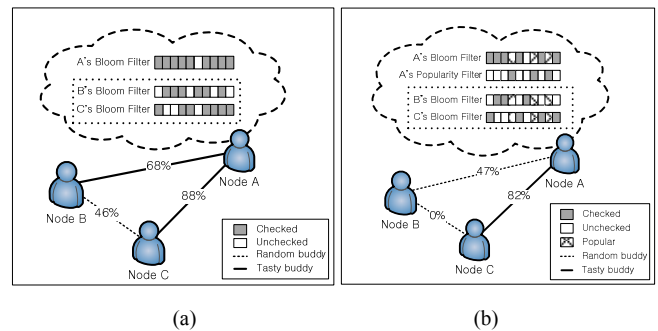 A's Bloom Filter
B's Bloom Filter
C's Bloom Filter
68%
Node A
88%
Node B
46%
Node C
Checked
Unchecked
Random buddy
Tasty buddy
(a)
A's Bloom Filter
A's Popularity Filter
B's Bloom Filter
C's Bloom Filter
47%
Node A
82%
Node B
0%
Node C
Checked
Unchecked
Popular
Random buddy
Tasty buddy
(b)